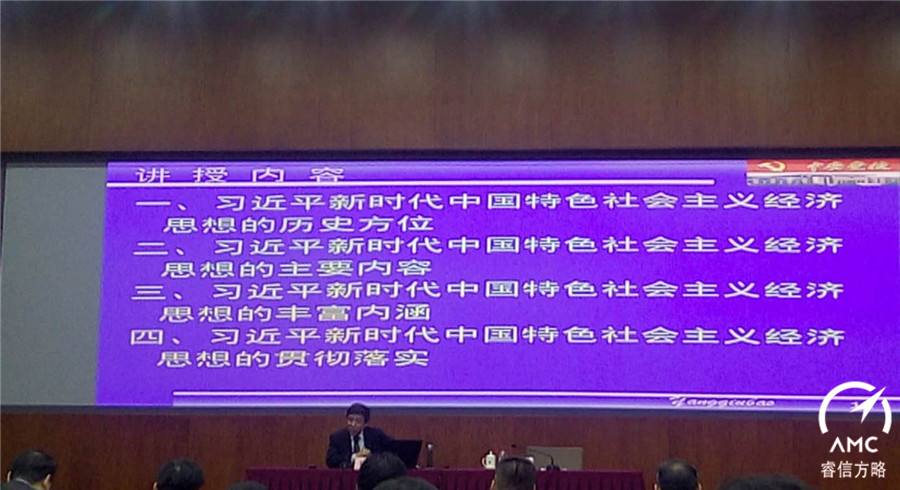 讲授内容
中央党校
一、习近平新时代中国特色社会主义经济
思想的历史方位
二、习近平新时代中国特色社会主义经济
思想的主要内容
三、习近平新时代中国特色社会主义经济
思想的丰富内涵
四、习近平新时代中国特色社会主义经济
思想的贯彻落实
Yangqiubao
AMC
睿信方略